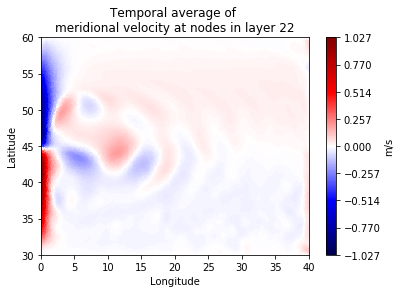 Temporal average of
meridional velocity at nodes in layer 22
60
55
50
45
40
35
30
Latitude
0 5 10 15 20 25 30 35 40
Longitude
1.027
0.770
0.514
0.257
0.000
−0.257
−0.514
−0.770
−1.027
m/s